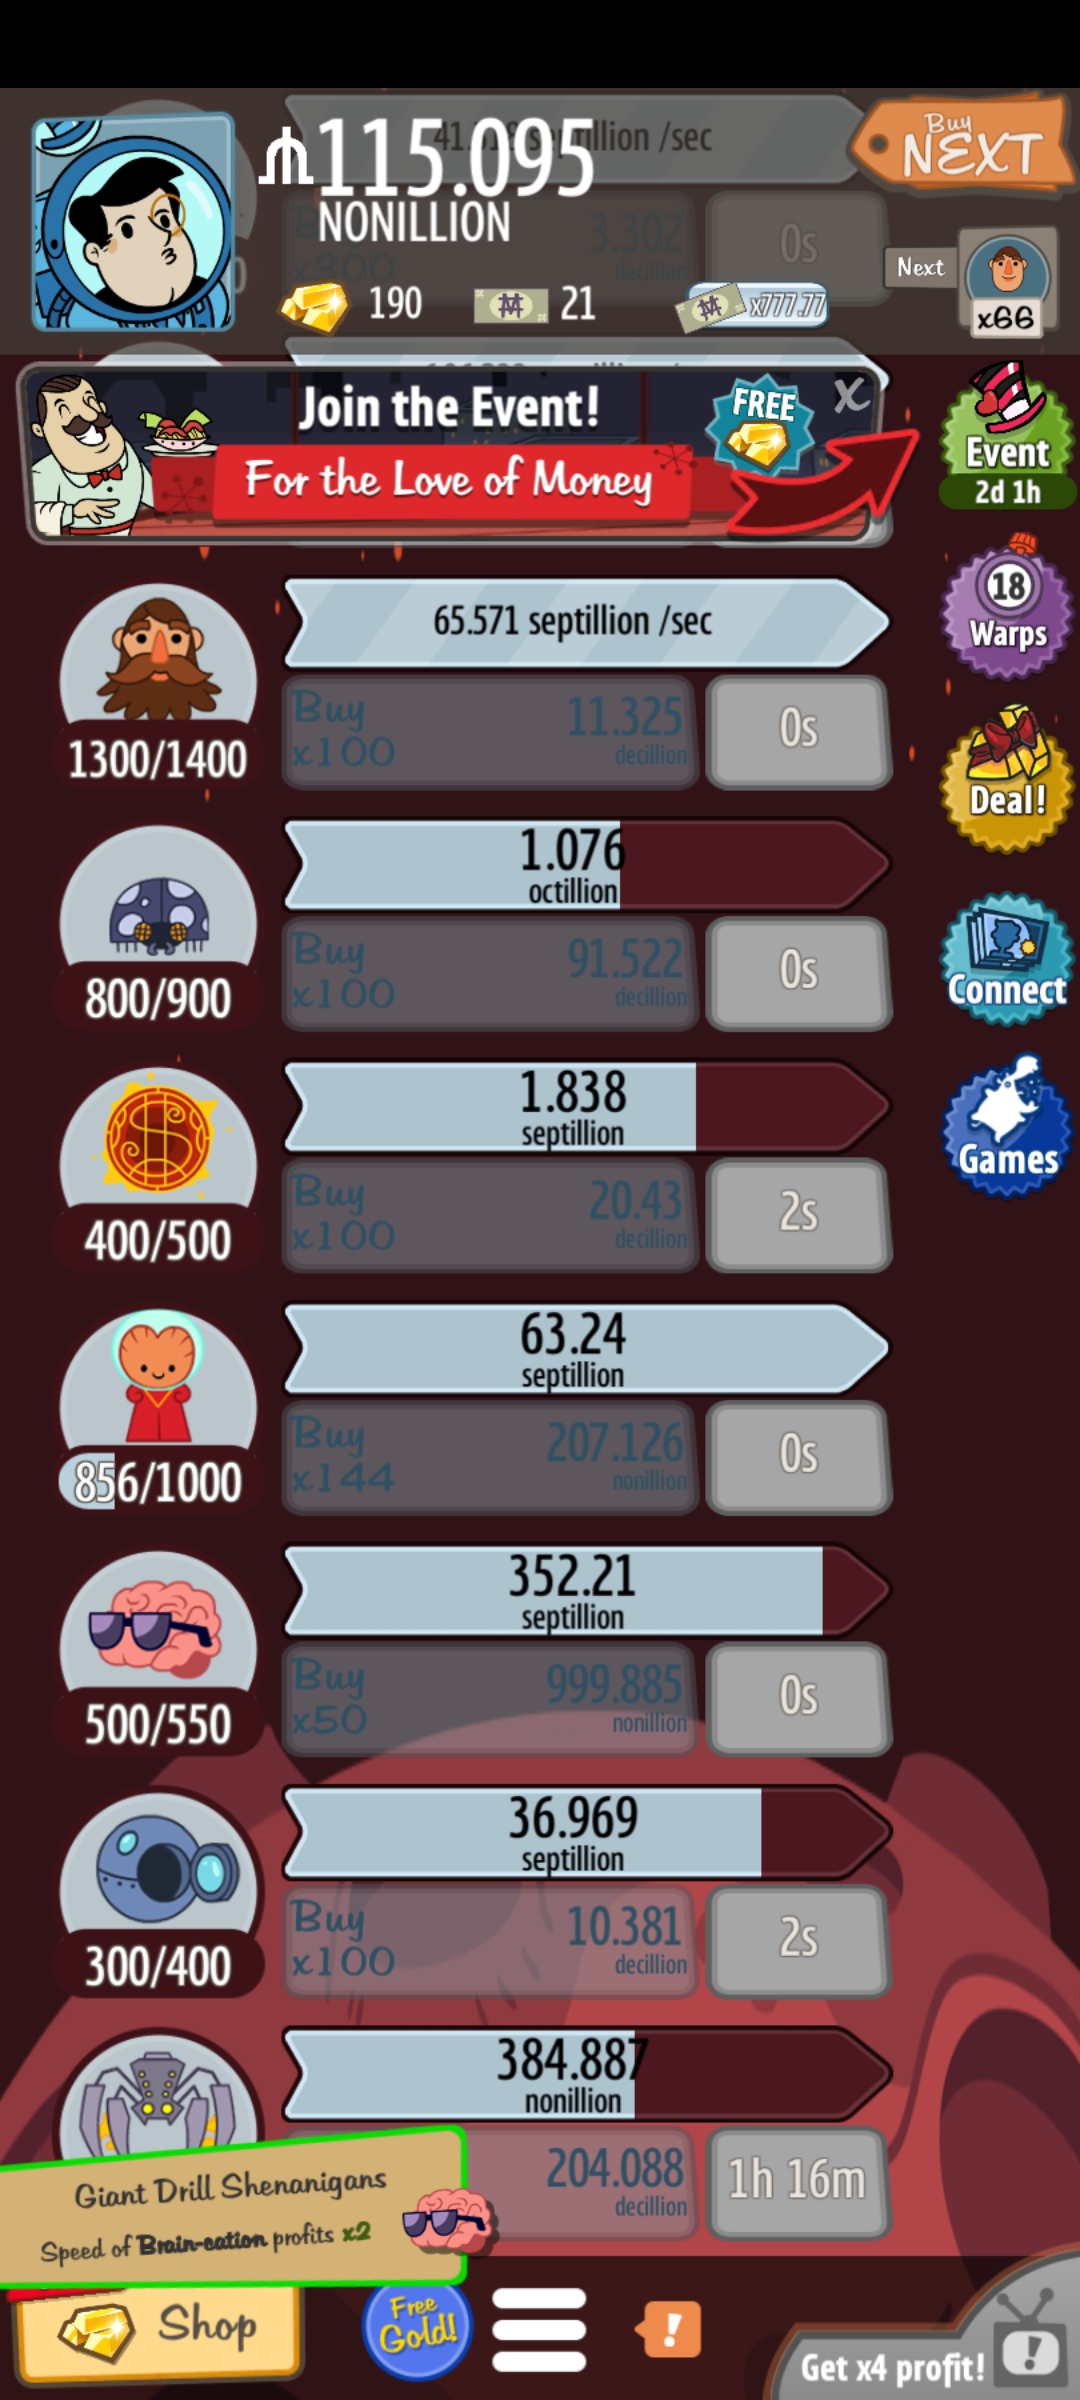 41.318 septillion /sec
115.095
NONILLION
Buy
NEXT
B
x300
3.302
decillion
0s
190
21
x777.77
Next
x66
Join the Event!
FREE
X
For the Love of Money
Event
2d 1h
65.571 septillion /sec
18
Warps
1300/1400
Buy
x100
11.325
decillion
0s
Deal!
1.076
octillion
800/900
Buy
x100
91.522
decillion
0s
Connect
1.838
septillion
400/500
Buy
x100
20.43
decillion
2s
Games
63.24
septillion
856/1000
Buy
x144
207.126
nonillion
0s
352.21
septillion
500/550
Buy
x50
999.885
nonillion
0s
36.969
septillion
300/400
Buy
x100
10.381
decillion
2s
384.887
nonillion
204.088
decillion
1h 16m
Giant Drill Shenanigans
Speed of Brain-cation profits x2
Shop
Free
Gold!
!
Get x4 profit!
!